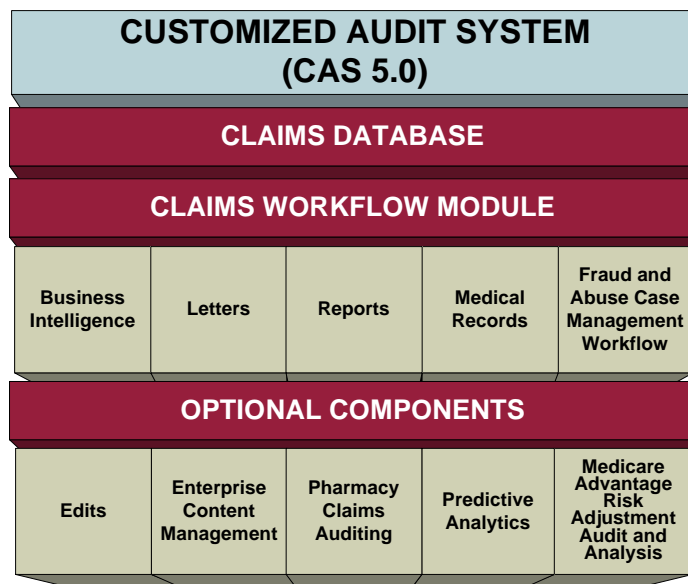 CUSTOMIZED AUDIT SYSTEM
(CAS 5.0)
CLAIMS DATABASE
CLAIMS WORKFLOW MODULE
Business
Intelligence
Letters
Reports
Medical
Records
Fraud and
Abuse Case
Management
Workflow
OPTIONAL COMPONENTS
Edits
Enterprise
Content
Management
Pharmacy
Claims
Auditing
Predictive
Analytics
Medicare
Advantage
Risk
Adjustment
Audit and
Analysis